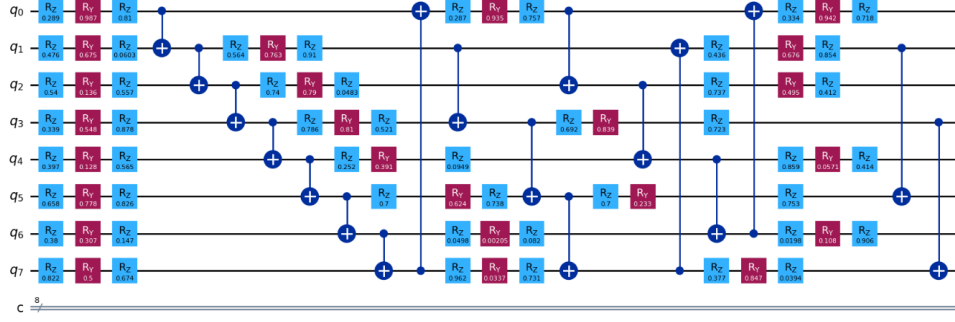 q0 RZ 0.289 RY 0.987 RZ 0.81 RZ 0.287 RY 0.935 RZ 0.757 RZ 0.334 RY 0.942 RZ 0.718
q1 RZ 0.476 RY 0.675 RZ 0.0603 RZ 0.564 RY 0.763 RZ 0.91 RZ 0.436 RY 0.676 RZ 0.854
q2 RZ 0.54 RY 0.136 RZ 0.557 RZ 0.74 RY 0.79 RZ 0.0483 RZ 0.737 RY 0.495 RZ 0.412
q3 RZ 0.339 RY 0.548 RZ 0.878 RZ 0.786 RY 0.81 RZ 0.521 RZ 0.692 RY 0.839 RZ 0.723
q4 RZ 0.397 RY 0.128 RZ 0.565 RZ 0.252 RY 0.391 RZ 0.0949 RZ 0.859 RY 0.0571 RZ 0.414
q5 RZ 0.658 RY 0.778 RZ 0.826 RZ 0.7 RY 0.624 RZ 0.738 RZ 0.7 RY 0.233 RZ 0.753
q6 RZ 0.38 RY 0.307 RZ 0.147 RZ 0.0498 RY 0.00205 RZ 0.082 RZ 0.0198 RY 0.108 RZ 0.906
q7 RZ 0.822 RY 0.5 RZ 0.674 RZ 0.962 RY 0.0337 RZ 0.731 RZ 0.377 RY 0.847 RZ 0.0394
8
c